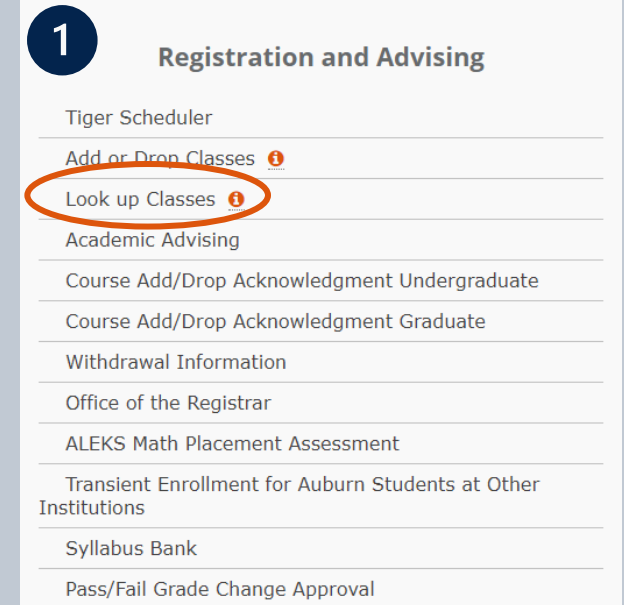 1
Registration and Advising
Tiger Scheduler
Add or Drop Classes i
Look up Classes i
Academic Advising
Course Add/Drop Acknowledgment Undergraduate
Course Add/Drop Acknowledgment Graduate
Withdrawal Information
Office of the Registrar
ALEKS Math Placement Assessment
Transient Enrollment for Auburn Students at Other
Institutions
Syllabus Bank
Pass/Fail Grade Change Approval